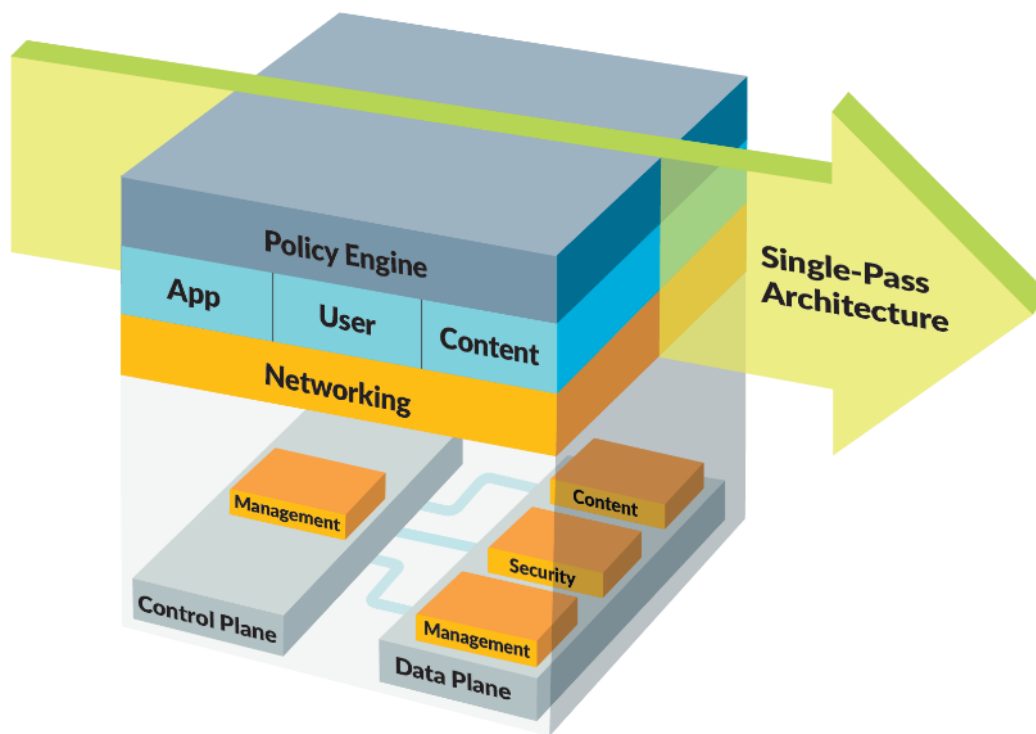 Policy Engine
App
User
Content
Networking
Single-Pass
Architecture
Management
Control Plane
Content
Security
Management
Data Plane